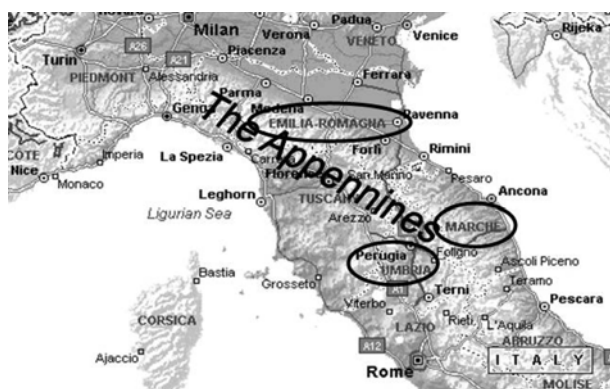 Milan
Padua
Venice
Rijeka
Verona
VENETO
A26
Turin
A21
Piacenza
PIEDMONT
Alessandria
Ferrara
Parma
Modena
Genoa
EMILIA-ROMAGNA
Ravenna
The Appennines
Forli
Rimini
La Spezia
Imperia
Nice
Monaco
San Marino
Pesaro
Leghorn
Ancona
Ligurian Sea
Arezzo
MARCHE
Perugia
Foligno
UMBRIA
Ascoli Piceno
Bastia
Grosseto
A1
Teramo
Terni
Viterbo
Pescara
CORSICA
Rieti
L'Aquila
LAZIO
A12
ABRUZZO
Ajaccio
Rome
ITALY
MOLISE